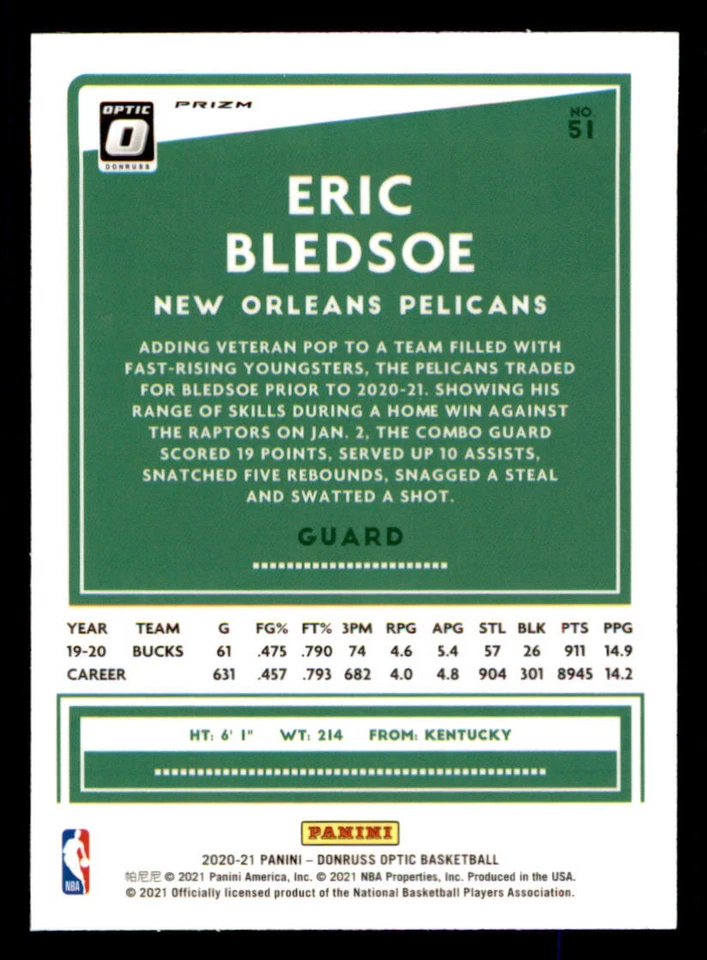 OPTIC
O
DONRUSS
PRIZM
NO.
51
ERIC
BLEDSOE
NEW ORLEANS PELICANS
ADDING VETERAN POP TO A TEAM FILLED WITH
FAST-RISING YOUNGSTERS, THE PELICANS TRADED
FOR BLEDSOE PRIOR TO 2020-21. SHOWING HIS
RANGE OF SKILLS DURING A HOME WIN AGAINST
THE RAPTORS ON JAN. 2, THE COMBO GUARD
SCORED 19 POINTS, SERVED UP 10 ASSISTS,
SNATCHED FIVE REBOUNDS, SNAGGED A STEAL
AND SWATTED A SHOT.
GUARD
YEAR TEAM G FG% FT% 3PM RPG APG STL BLK PTS PPG
19-20 BUCKS 61 .475 .790 74 4.6 5.4 57 26 911 14.9
CAREER 631 .457 .793 682 4.0 4.8 904 301 8945 14.2
HT: 6' 1" WT: 214 FROM: KENTUCKY
PANINI
NBA
2020-21 PANINI – DONRUSS OPTIC BASKETBALL
帕尼尼 © 2021 Panini America, Inc. © 2021 NBA Properties, Inc. Produced in the USA.
© 2021 Officially licensed product of the National Basketball Players Association.